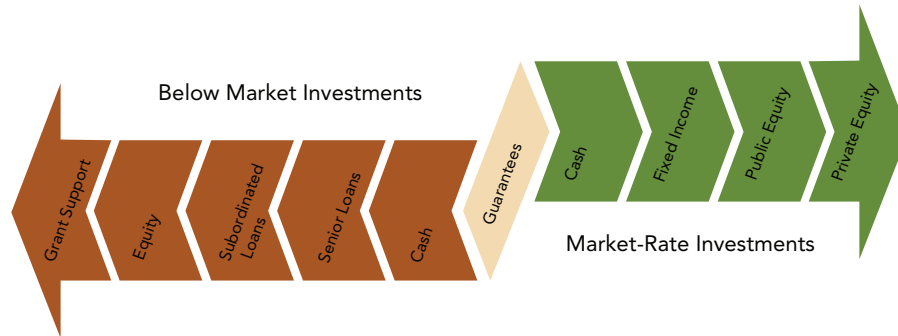 Below Market Investments
Grant Support
Equity
Subordinated
Loans
Senior Loans
Cash
Guarantees
Cash
Fixed Income
Public Equity
Private Equity
Market-Rate Investments